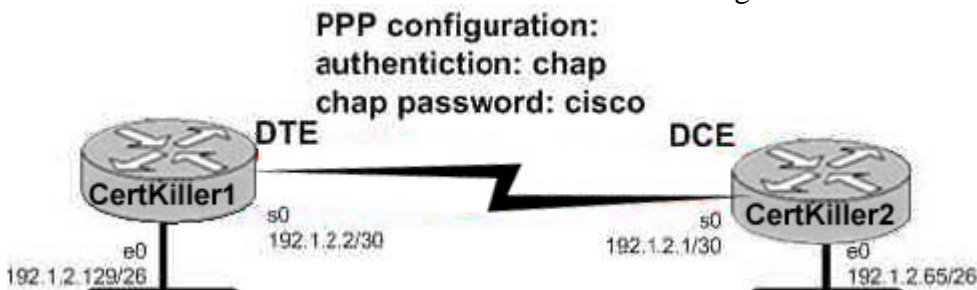 PPP configuration:
authentiction: chap
chap password: cisco
DTE
DCE
CertKiller1
CertKiller2
s0
192.1.2.2/30
s0
192.1.2.1/30
e0
192.1.2.129/26
e0
192.1.2.65/26